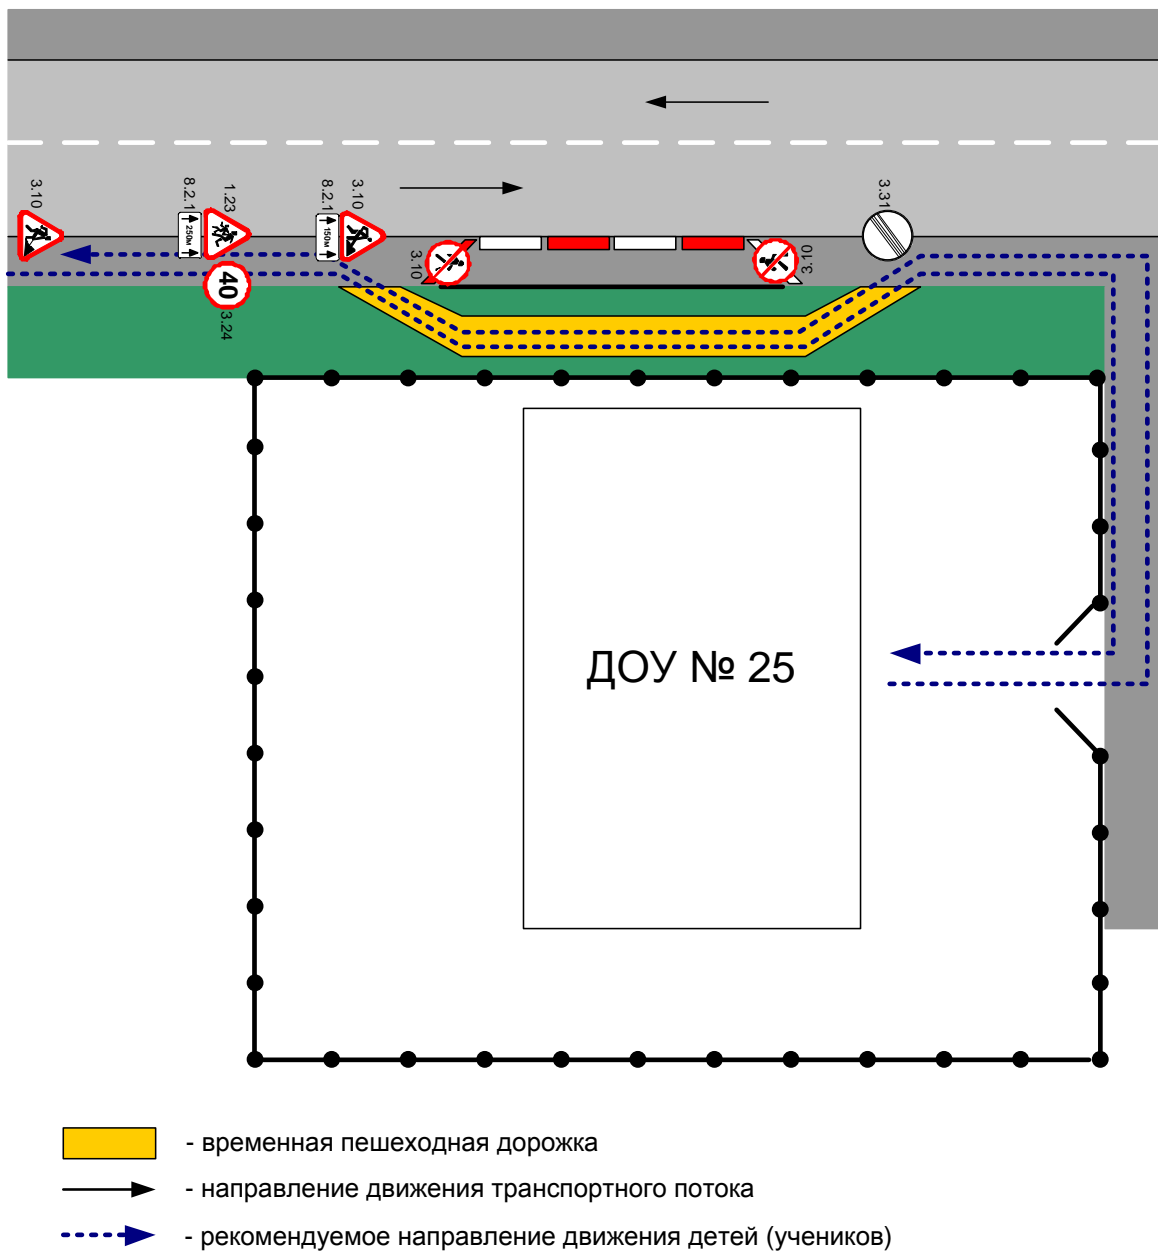 3.10
8.2.1
1.23
8.2.1
3.10
3.31
250м
150м
3.10
3.10
40
3.24
ДОУ № 25
- временная пешеходная дорожка
- направление движения транспортного потока
- рекомендуемое направление движения детей (учеников)